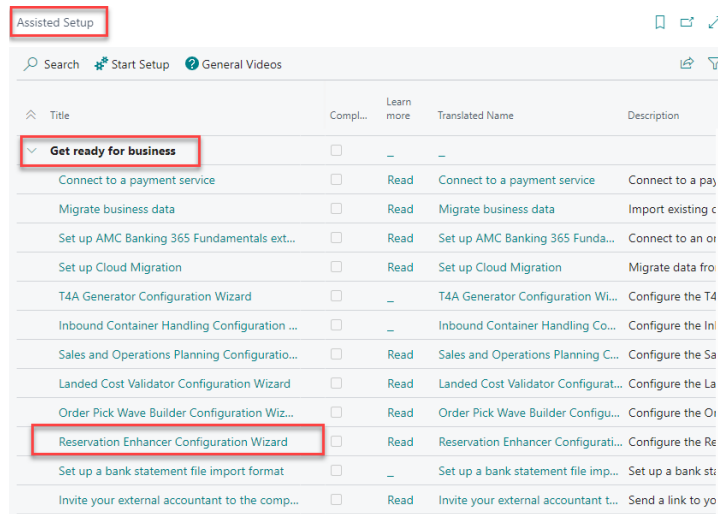 Assisted Setup
Search Start Setup General Videos
Title Compl... Learn more Translated Name Description
Get ready for business _ _
Connect to a payment service Read Connect to a payment service Connect to a pay
Migrate business data Read Migrate business data Import existing c
Set up AMC Banking 365 Fundamentals ext... Read Set up AMC Banking 365 Funda... Connect to an or
Set up Cloud Migration Read Set up Cloud Migration Migrate data fro
T4A Generator Configuration Wizard _ T4A Generator Configuration Wi... Configure the T4
Inbound Container Handling Configuration ... _ Inbound Container Handling Co... Configure the In
Sales and Operations Planning Configuratio... Read Sales and Operations Planning C... Configure the Sa
Landed Cost Validator Configuration Wizard Read Landed Cost Validator Configurat... Configure the La
Order Pick Wave Builder Configuration Wiz... Read Order Pick Wave Builder Configu... Configure the Or
Reservation Enhancer Configuration Wizard Read Reservation Enhancer Configurati... Configure the Re
Set up a bank statement file import format _ Set up a bank statement file imp... Set up a bank sta
Invite your external accountant to the comp... Read Invite your external accountant t... Send a link to yo